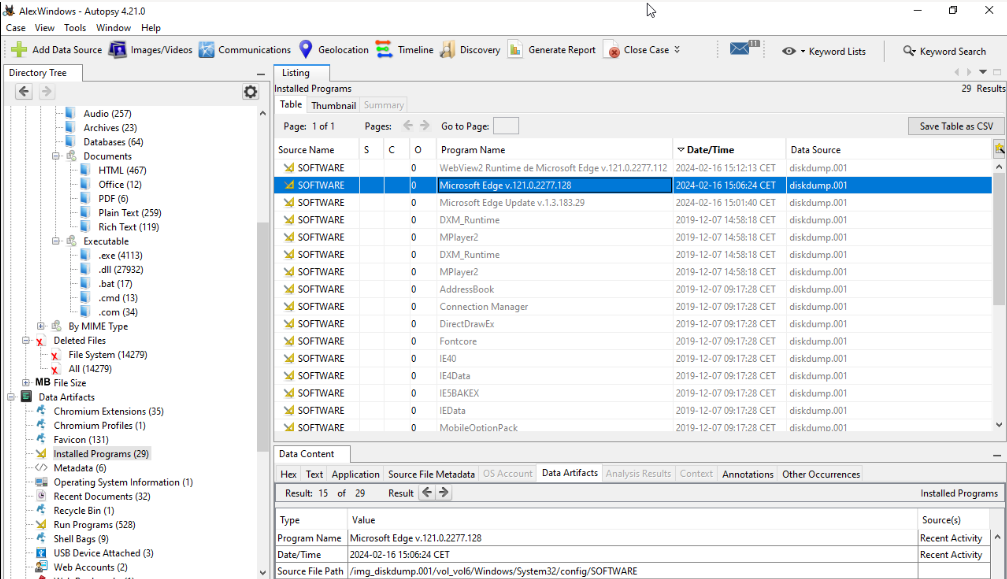 AlexWindows - Autopsy 4.21.0
Case View Tools Window Help
Add Data Source Images/Videos Communications Geolocation Timeline Discovery Generate Report Close Case Keyword Lists Keyword Search
Directory Tree
Listing
Installed Programs
29 Results
Table Thumbnail Summary
Page: 1 of 1 Pages: Go to Page: Save Table as CSV
Source Name S C O Program Name Date/Time Data Source
SOFTWARE 0 WebView2 Runtime de Microsoft Edge v.121.0.2277.112 2024-02-16 15:12:13 CET diskdump.001
SOFTWARE 0 Microsoft Edge v.121.0.2277.128 2024-02-16 15:06:24 CET diskdump.001
SOFTWARE 0 Microsoft Edge Update v.1.3.183.29 2024-02-16 15:01:40 CET diskdump.001
SOFTWARE 0 DXM_Runtime 2019-12-07 14:58:18 CET diskdump.001
SOFTWARE 0 MPlayer2 2019-12-07 14:58:18 CET diskdump.001
SOFTWARE 0 DXM_Runtime 2019-12-07 14:58:18 CET diskdump.001
SOFTWARE 0 MPlayer2 2019-12-07 14:58:18 CET diskdump.001
SOFTWARE 0 AddressBook 2019-12-07 09:17:28 CET diskdump.001
SOFTWARE 0 Connection Manager 2019-12-07 09:17:28 CET diskdump.001
SOFTWARE 0 DirectDrawEx 2019-12-07 09:17:28 CET diskdump.001
SOFTWARE 0 Fontcore 2019-12-07 09:17:28 CET diskdump.001
SOFTWARE 0 IE40 2019-12-07 09:17:28 CET diskdump.001
SOFTWARE 0 IE4Data 2019-12-07 09:17:28 CET diskdump.001
SOFTWARE 0 IE5BAKEX 2019-12-07 09:17:28 CET diskdump.001
SOFTWARE 0 IEData 2019-12-07 09:17:28 CET diskdump.001
SOFTWARE 0 MobileOptionPack 2019-12-07 09:17:28 CET diskdump.001
Audio (257)
Archives (23)
Databases (64)
Documents
HTML (467)
Office (12)
PDF (6)
Plain Text (259)
Rich Text (119)
Executable
.exe (4113)
.dll (27932)
.bat (17)
.cmd (13)
.com (34)
By MIME Type
Deleted Files
File System (14279)
All (14279)
MB File Size
Data Artifacts
Chromium Extensions (35)
Chromium Profiles (1)
Favicon (131)
Installed Programs (29)
Metadata (6)
Operating System Information (1)
Recent Documents (32)
Recycle Bin (1)
Run Programs (528)
Shell Bags (9)
USB Device Attached (3)
Web Accounts (2)
Data Content
Hex Text Application Source File Metadata OS Account Data Artifacts Analysis Results Context Annotations Other Occurrences
Result: 15 of 29 Result Installed Programs
Type Value Source(s)
Program Name Microsoft Edge v.121.0.2277.128 Recent Activity
Date/Time 2024-02-16 15:06:24 CET Recent Activity
Source File Path /img_diskdump.001/vol_vol6/Windows/System32/config/SOFTWARE